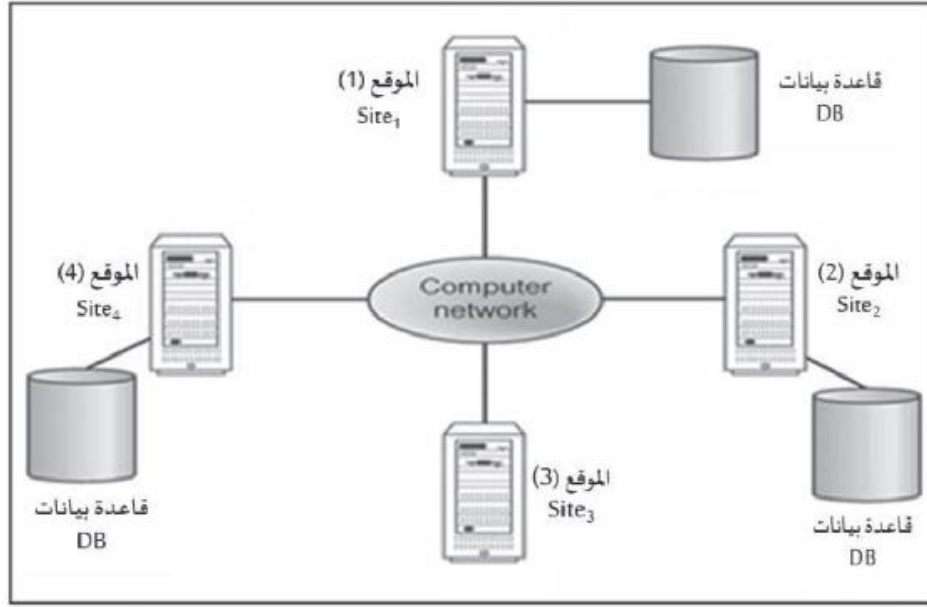 الموقع (1)
Site₁
قاعدة بيانات
DB
الموقع (4)
Site₄
Computer
network
الموقع (2)
Site₂
قاعدة بيانات
DB
الموقع (3)
Site₃
قاعدة بيانات
DB